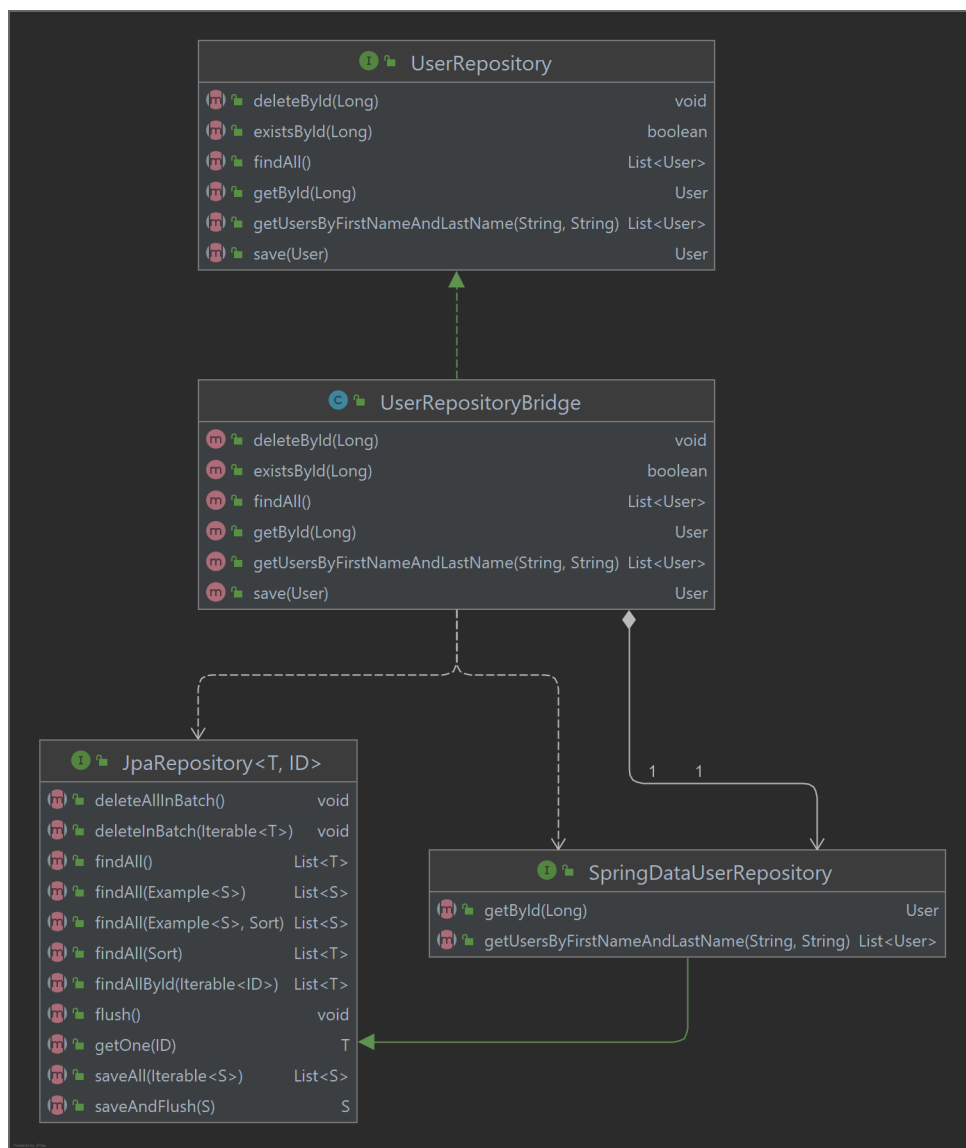 UserRepository
deleteById(Long) void
existsById(Long) boolean
findAll() List<User>
getById(Long) User
getUsersByFirstNameAndLastName(String, String) List<User>
save(User) User
UserRepositoryBridge
deleteById(Long) void
existsById(Long) boolean
findAll() List<User>
getById(Long) User
getUsersByFirstNameAndLastName(String, String) List<User>
save(User) User
JpaRepository<T, ID>
deleteAllInBatch() void
deleteInBatch(Iterable<T>) void
findAll() List<T>
findAll(Example<S>) List<S>
findAll(Example<S>, Sort) List<S>
findAll(Sort) List<T>
findAllById(Iterable<ID>) List<T>
flush() void
getOne(ID) T
saveAll(Iterable<S>) List<S>
saveAndFlush(S) S
1 1
SpringDataUserRepository
getById(Long) User
getUsersByFirstNameAndLastName(String, String) List<User>